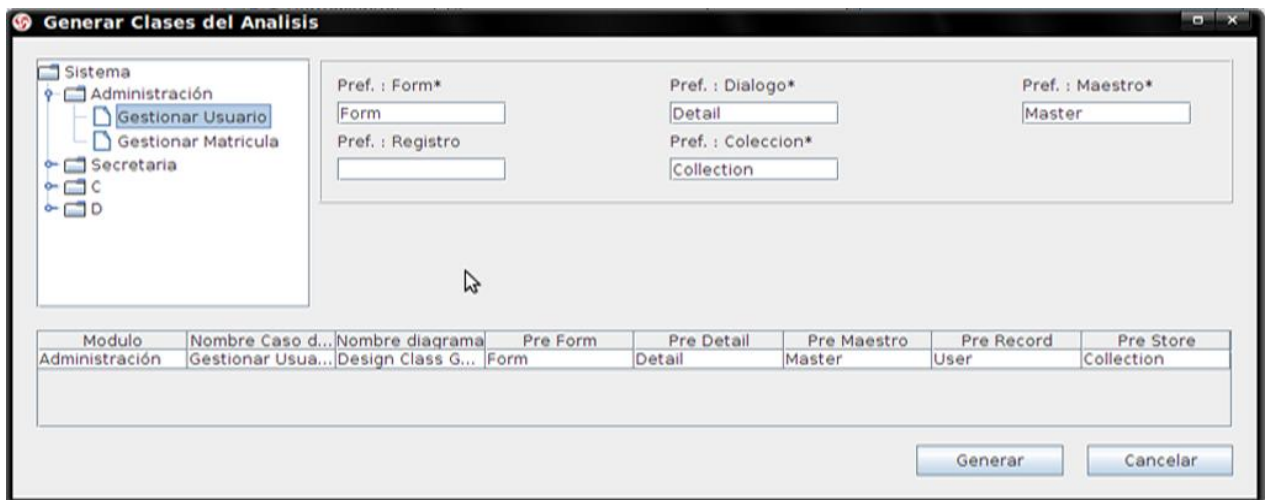 Generar Clases del Analisis
Sistema
Administración
Gestionar Usuario
Gestionar Matricula
Secretaria
C
D
Pref. : Form*
Pref. : Dialogo*
Pref. : Maestro*
Form
Detail
Master
Pref. : Registro
Pref. : Coleccion*
Collection
Modulo Nombre Caso d... Nombre diagrama Pre Form Pre Detail Pre Maestro Pre Record Pre Store
Administración Gestionar Usua... Design Class G... Form Detail Master User Collection
Generar
Cancelar